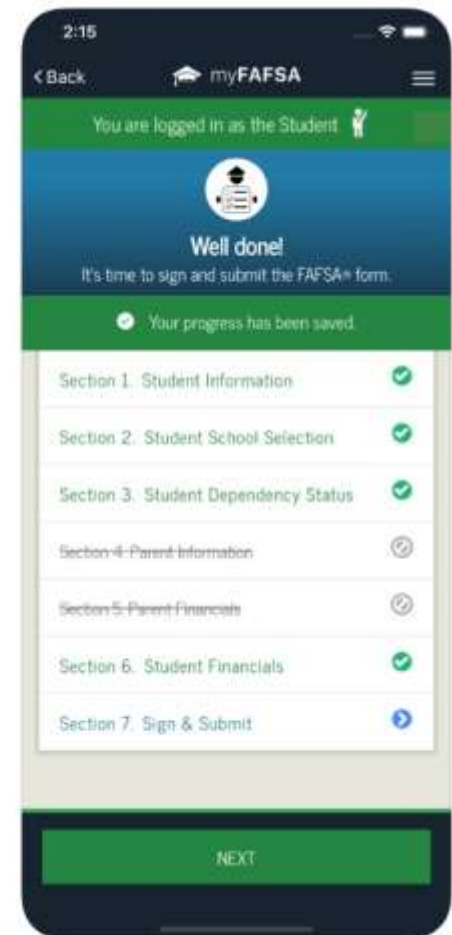 2:15
Back
myFAFSA
You are logged in as the Student
Well done!
It's time to sign and submit the FAFSA® form.
Your progress has been saved.
Section 1. Student Information
Section 2. Student School Selection
Section 3. Student Dependency Status
Section 4. Parent Information
Section 5. Parent Financials
Section 6. Student Financials
Section 7. Sign & Submit
NEXT